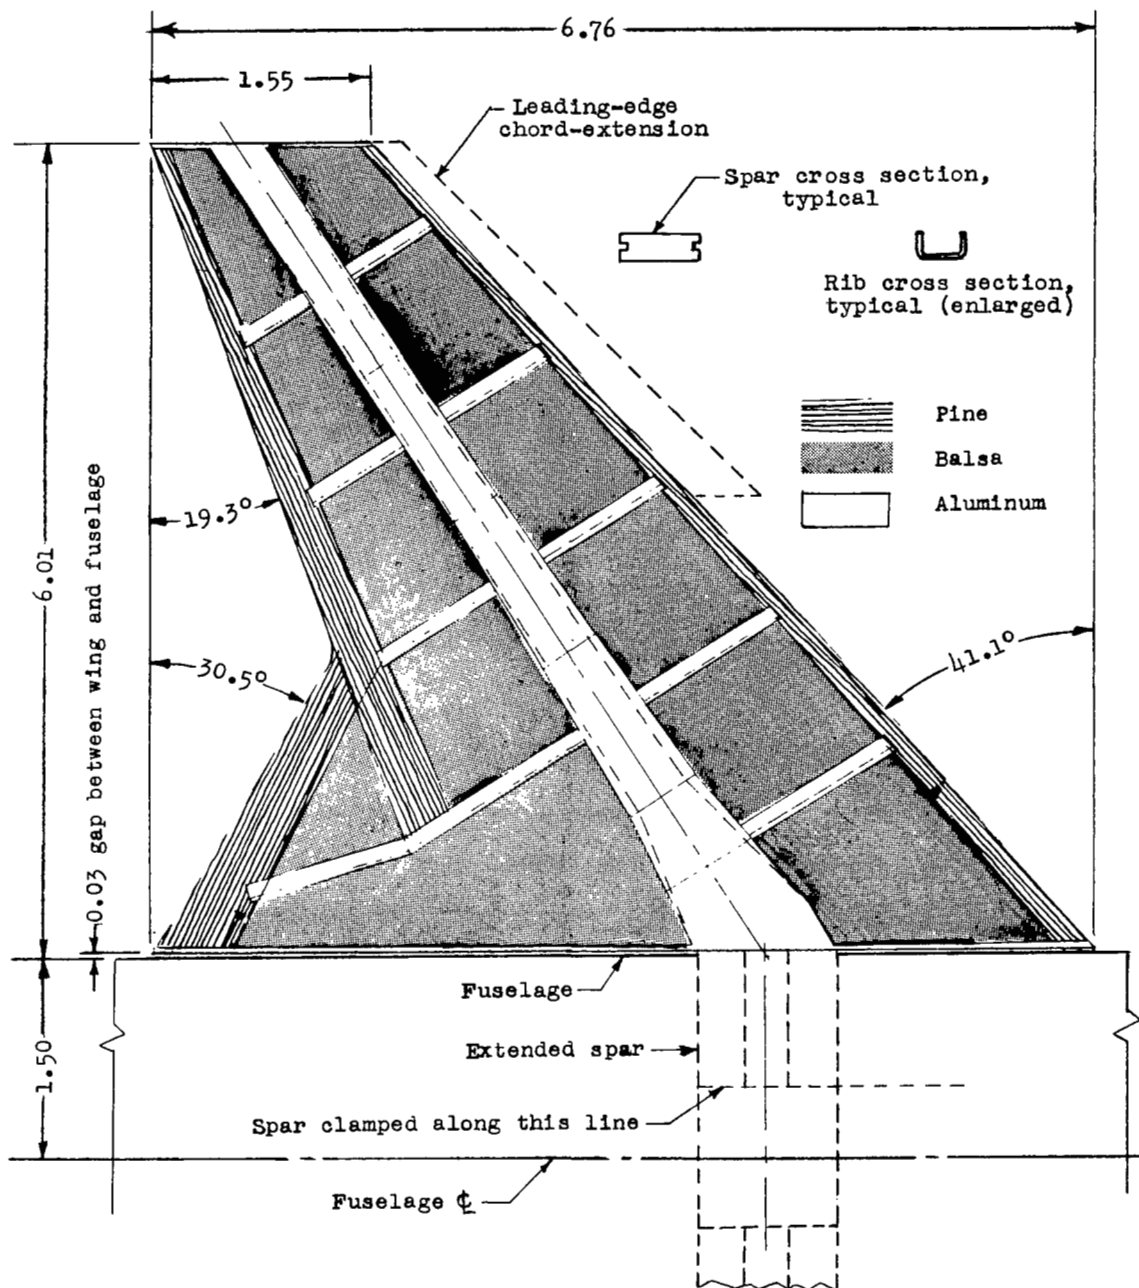 6.76
1.55
Leading-edge
chord-extension
Spar cross section,
typical
Rib cross section,
typical (enlarged)
Pine
Balsa
Aluminum
19.3°
6.01
0.03 gap between wing and fuselage
30.5°
41.1°
Fuselage
Extended spar
1.50
Spar clamped along this line
Fuselage ℄